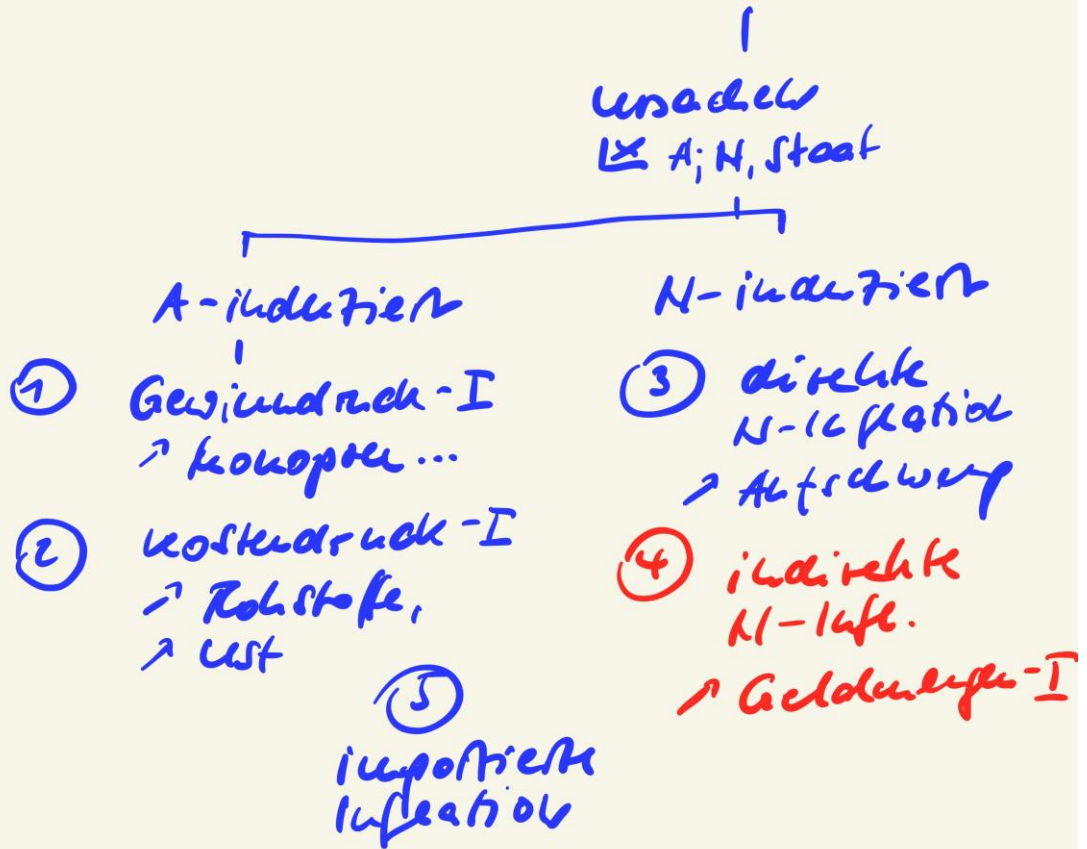 Ursachen
A; N, Staat
A-induziert
N-induziert
① Gewinndruck-I
↗ Monopole...
② Kostendruck-I
↗ Rohstoffe,
↗ USt
③ direkte
N-Inflation
↗ Aufschwung
④ indirekte
N-Infl.
↗ Geldmengen-I
⑤
importierte
Inflation